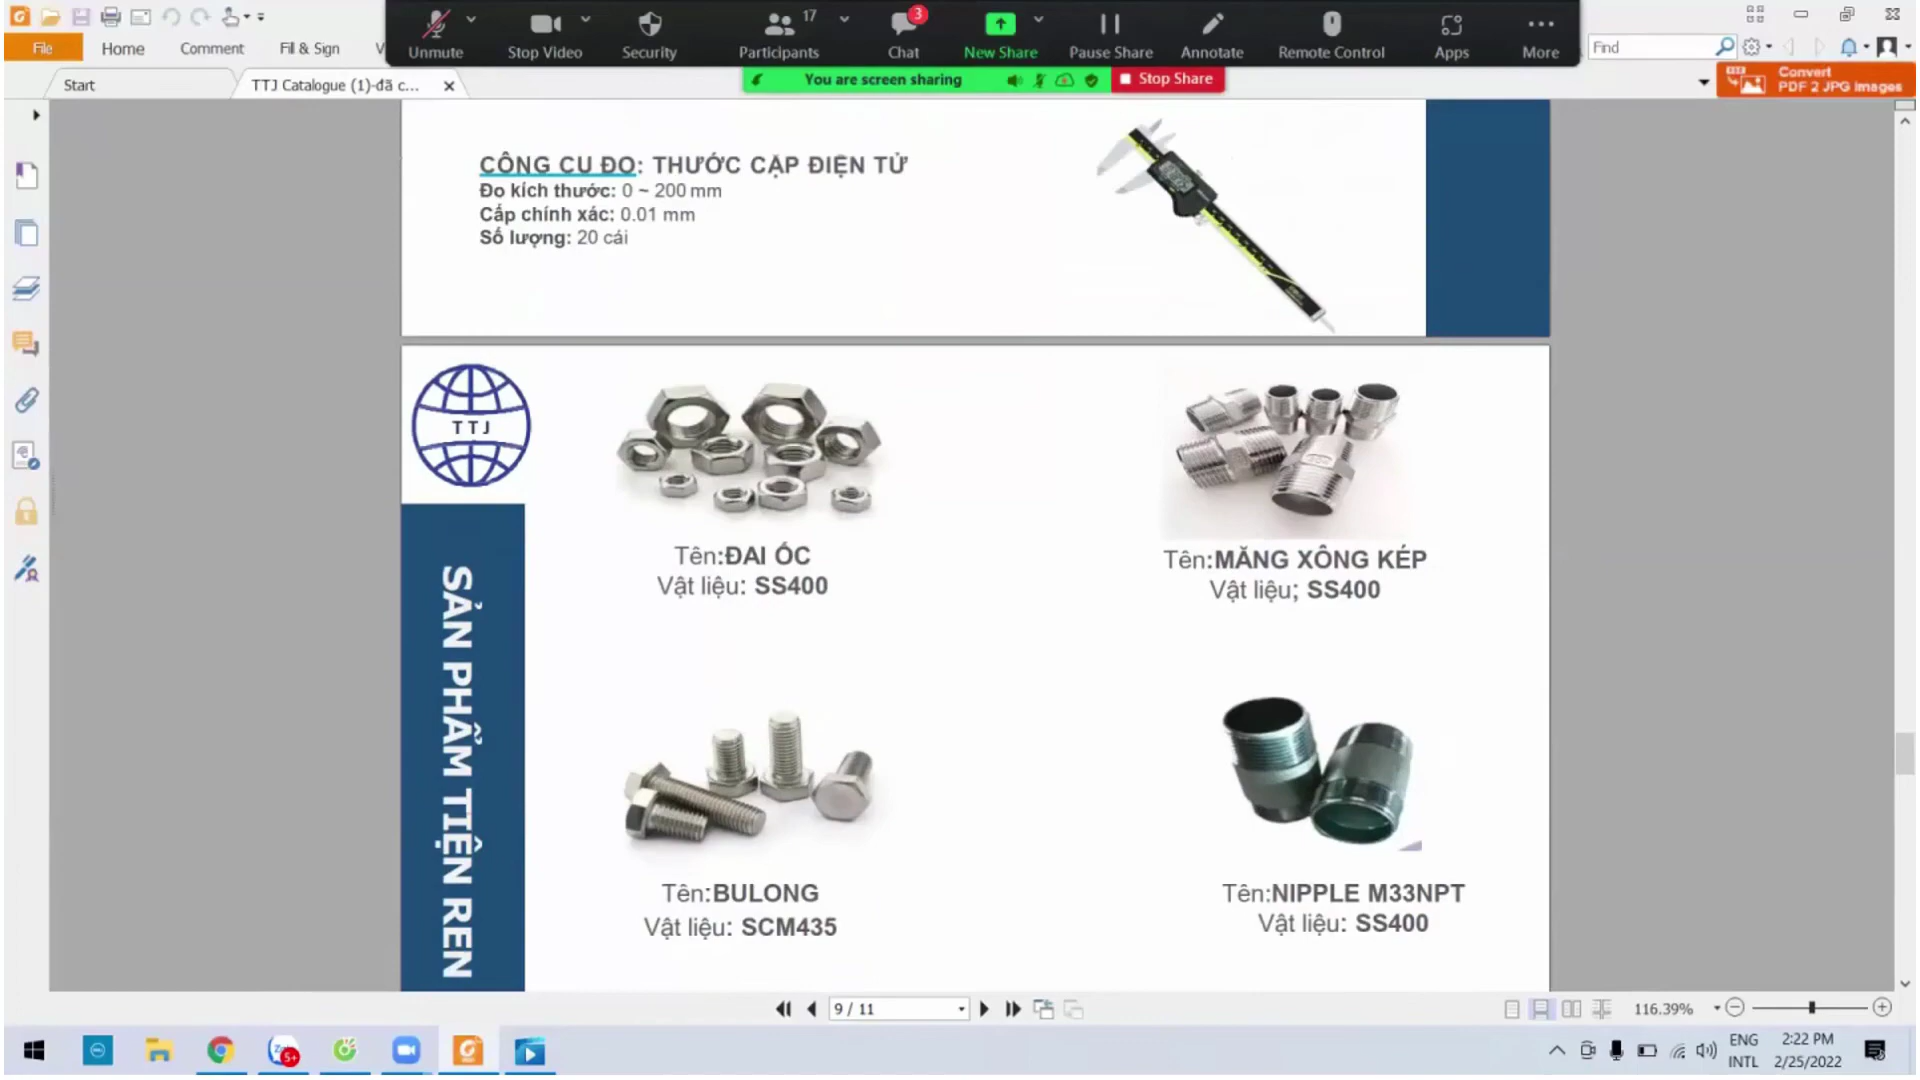 Unmute
Stop Video
Security
Participants
17
Chat
3
New Share
Pause Share
Annotate
Remote Control
Apps
More
You are screen sharing
Stop Share
File
Home
Comment
Fill & Sign
V
Find
Start
TTJ Catalogue (1)-đã c...
Convert
PDF 2 JPG images
CÔNG CU ĐO: THƯỚC CẶP ĐIỆN TỬ
Đo kích thước: 0 ~ 200 mm
Cấp chính xác: 0.01 mm
Số lượng: 20 cái
TTJ
SẢN PHẨM TIỆN REN
Tên:ĐAI ỐC
Vật liệu: SS400
Tên:MĂNG XÔNG KÉP
Vật liệu; SS400
Tên:BULONG
Vật liệu: SCM435
Tên:NIPPLE M33NPT
Vật liệu: SS400
9 / 11
116.39%
5+
ENG
INTL
2:22 PM
2/25/2022